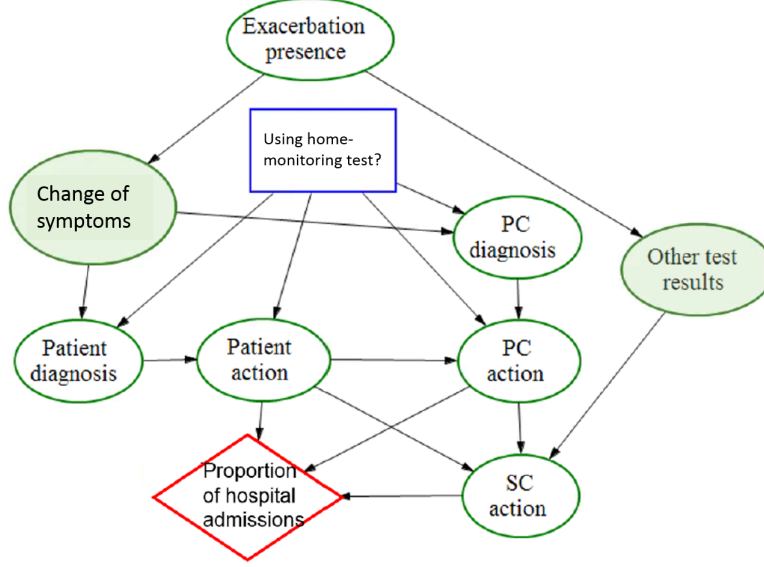 Exacerbation
presence
Using home-
monitoring test?
Change of
symptoms
PC
diagnosis
Other test
results
Patient
diagnosis
Patient
action
PC
action
Proportion
of hospital
admissions
SC
action